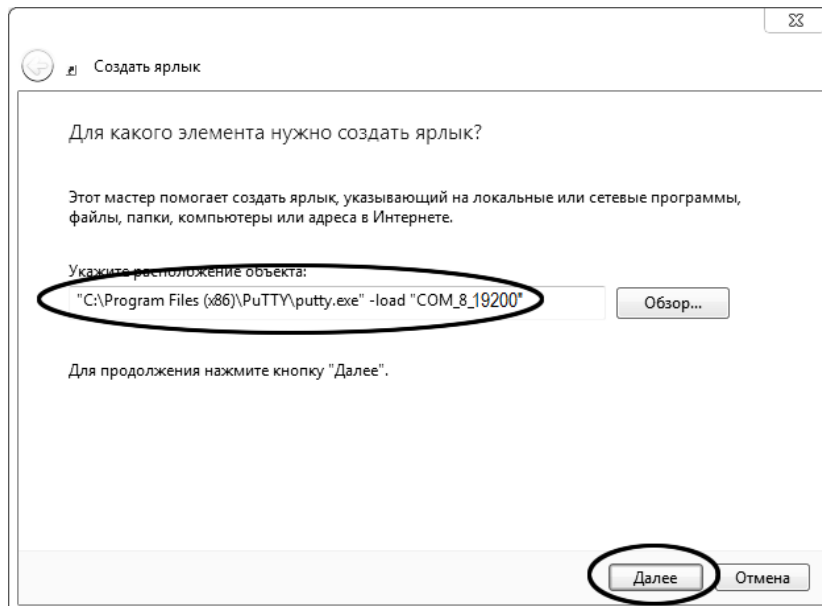 Создать ярлык
Для какого элемента нужно создать ярлык?
Этот мастер помогает создать ярлык, указывающий на локальные или сетевые программы,
файлы, папки, компьютеры или адреса в Интернете.
Укажите расположение объекта:
"C:\Program Files (x86)\PuTTY\putty.exe" -load "COM_8_19200"
Обзор...
Для продолжения нажмите кнопку "Далее".
Далее
Отмена